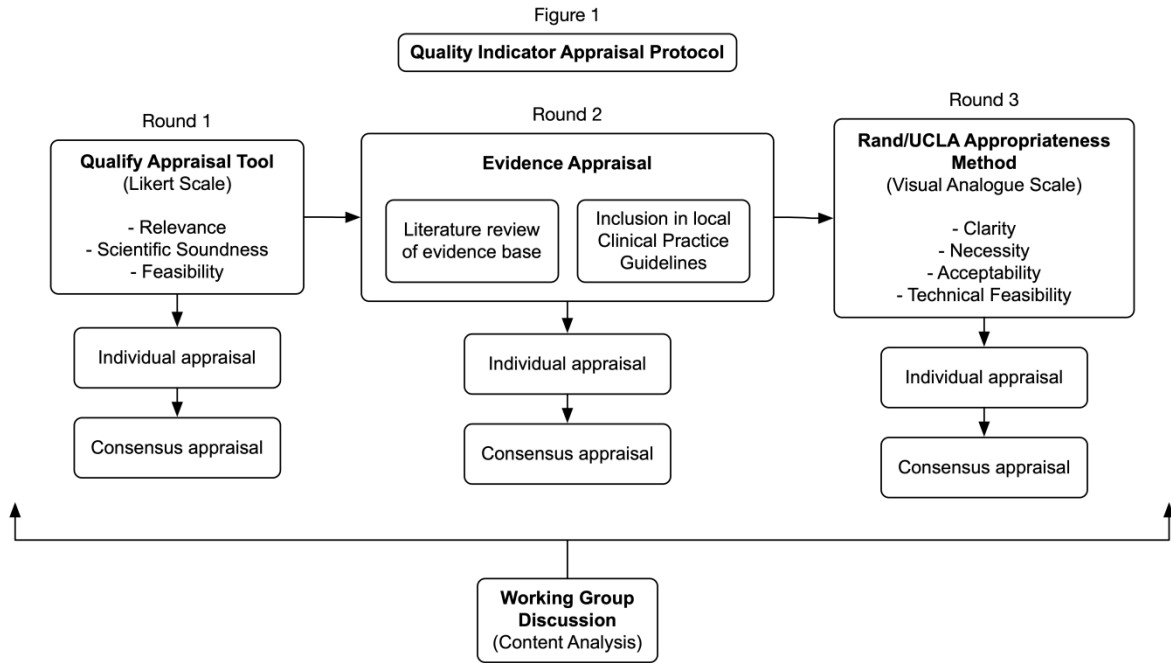 Figure 1
Quality Indicator Appraisal Protocol
Round 1
Qualify Appraisal Tool
(Likert Scale)
- Relevance
- Scientific Soundness
- Feasibility
Individual appraisal
Consensus appraisal
Round 2
Evidence Appraisal
Literature review
of evidence base
Inclusion in local
Clinical Practice
Guidelines
Individual appraisal
Consensus appraisal
Round 3
Rand/UCLA Appropriateness
Method
(Visual Analogue Scale)
- Clarity
- Necessity
- Acceptability
- Technical Feasibility
Individual appraisal
Consensus appraisal
Working Group
Discussion
(Content Analysis)